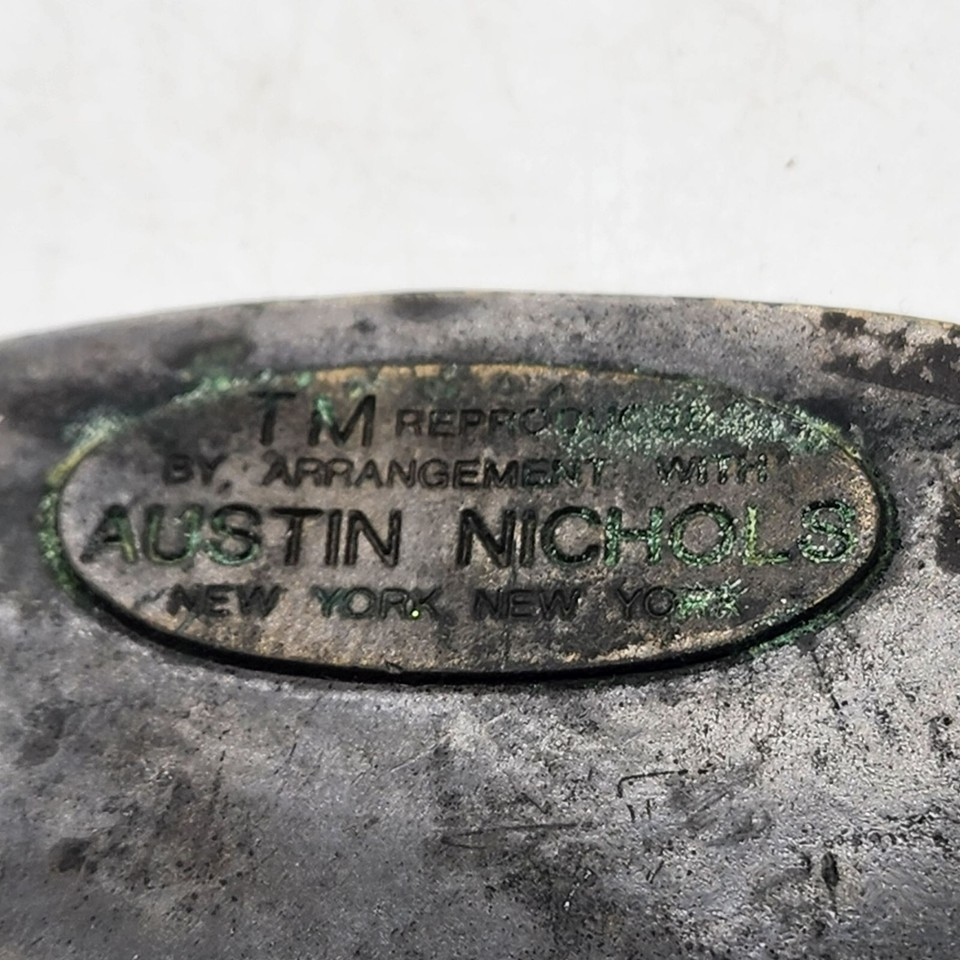 TM REPRODUCED
BY ARRANGEMENT WITH
AUSTIN NICHOLS
NEW YORK, NEW YORK